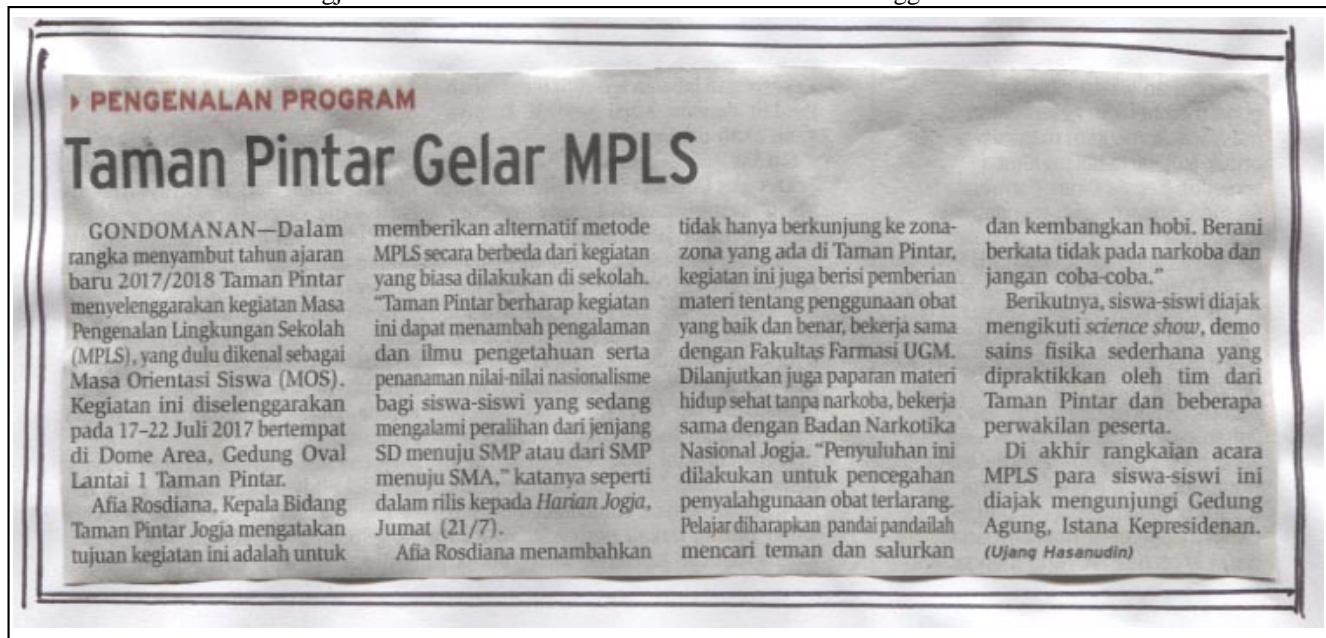 PENGENALAN PROGRAM
Taman Pintar Gelar MPLS
GONDOMANAN—Dalam
rangka menyambut tahun ajaran
baru 2017/2018 Taman Pintar
menyelenggarakan kegiatan Masa
Pengenalan Lingkungan Sekolah
(MPLS), yang dulu dikenal sebagai
Masa Orientasi Siswa (MOS).
Kegiatan ini diselenggarakan
pada 17–22 Juli 2017 bertempat
di Dome Area, Gedung Oval
Lantai 1 Taman Pintar.
Afia Rosdiana, Kepala Bidang
Taman Pintar Jogja mengatakan
tujuan kegiatan ini adalah untuk
memberikan alternatif metode
MPLS secara berbeda dari kegiatan
yang biasa dilakukan di sekolah.
"Taman Pintar berharap kegiatan
ini dapat menambah pengalaman
dan ilmu pengetahuan serta
penanaman nilai-nilai nasionalisme
bagi siswa-siswi yang sedang
mengalami peralihan dari jenjang
SD menuju SMP atau dari SMP
menuju SMA," katanya seperti
dalam rilis kepada Harian Jogja,
Jumat (21/7).
Afia Rosdiana menambahkan
tidak hanya berkunjung ke zona-
zona yang ada di Taman Pintar,
kegiatan ini juga berisi pemberian
materi tentang penggunaan obat
yang baik dan benar, bekerja sama
dengan Fakultas Farmasi UGM.
Dilanjutkan juga paparan materi
hidup sehat tanpa narkoba, bekerja
sama dengan Badan Narkotika
Nasional Jogja. "Penyuluhan ini
dilakukan untuk pencegahan
penyalahgunaan obat terlarang.
Pelajar diharapkan pandai pandailah
mencari teman dan salurkan
dan kembangkan hobi. Berani
berkata tidak pada narkoba dan
jangan coba-coba."
Berikutnya, siswa-siswi diajak
mengikuti science show, demo
sains fisika sederhana yang
dipraktikkan oleh tim dari
Taman Pintar dan beberapa
perwakilan peserta.
Di akhir rangkaian acara
MPLS para siswa-siswi ini
diajak mengunjungi Gedung
Agung, Istana Kepresidenan.
(Ujang Hasanudin)